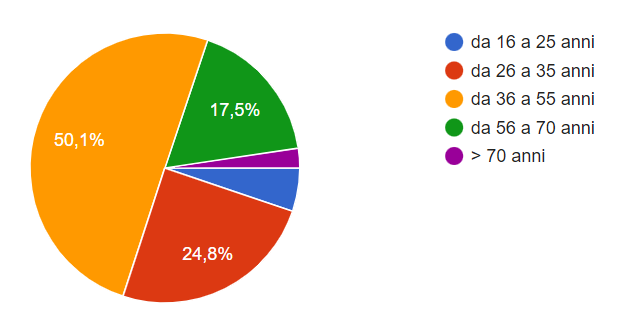 50,1%
17,5%
24,8%
da 16 a 25 anni
da 26 a 35 anni
da 36 a 55 anni
da 56 a 70 anni
> 70 anni